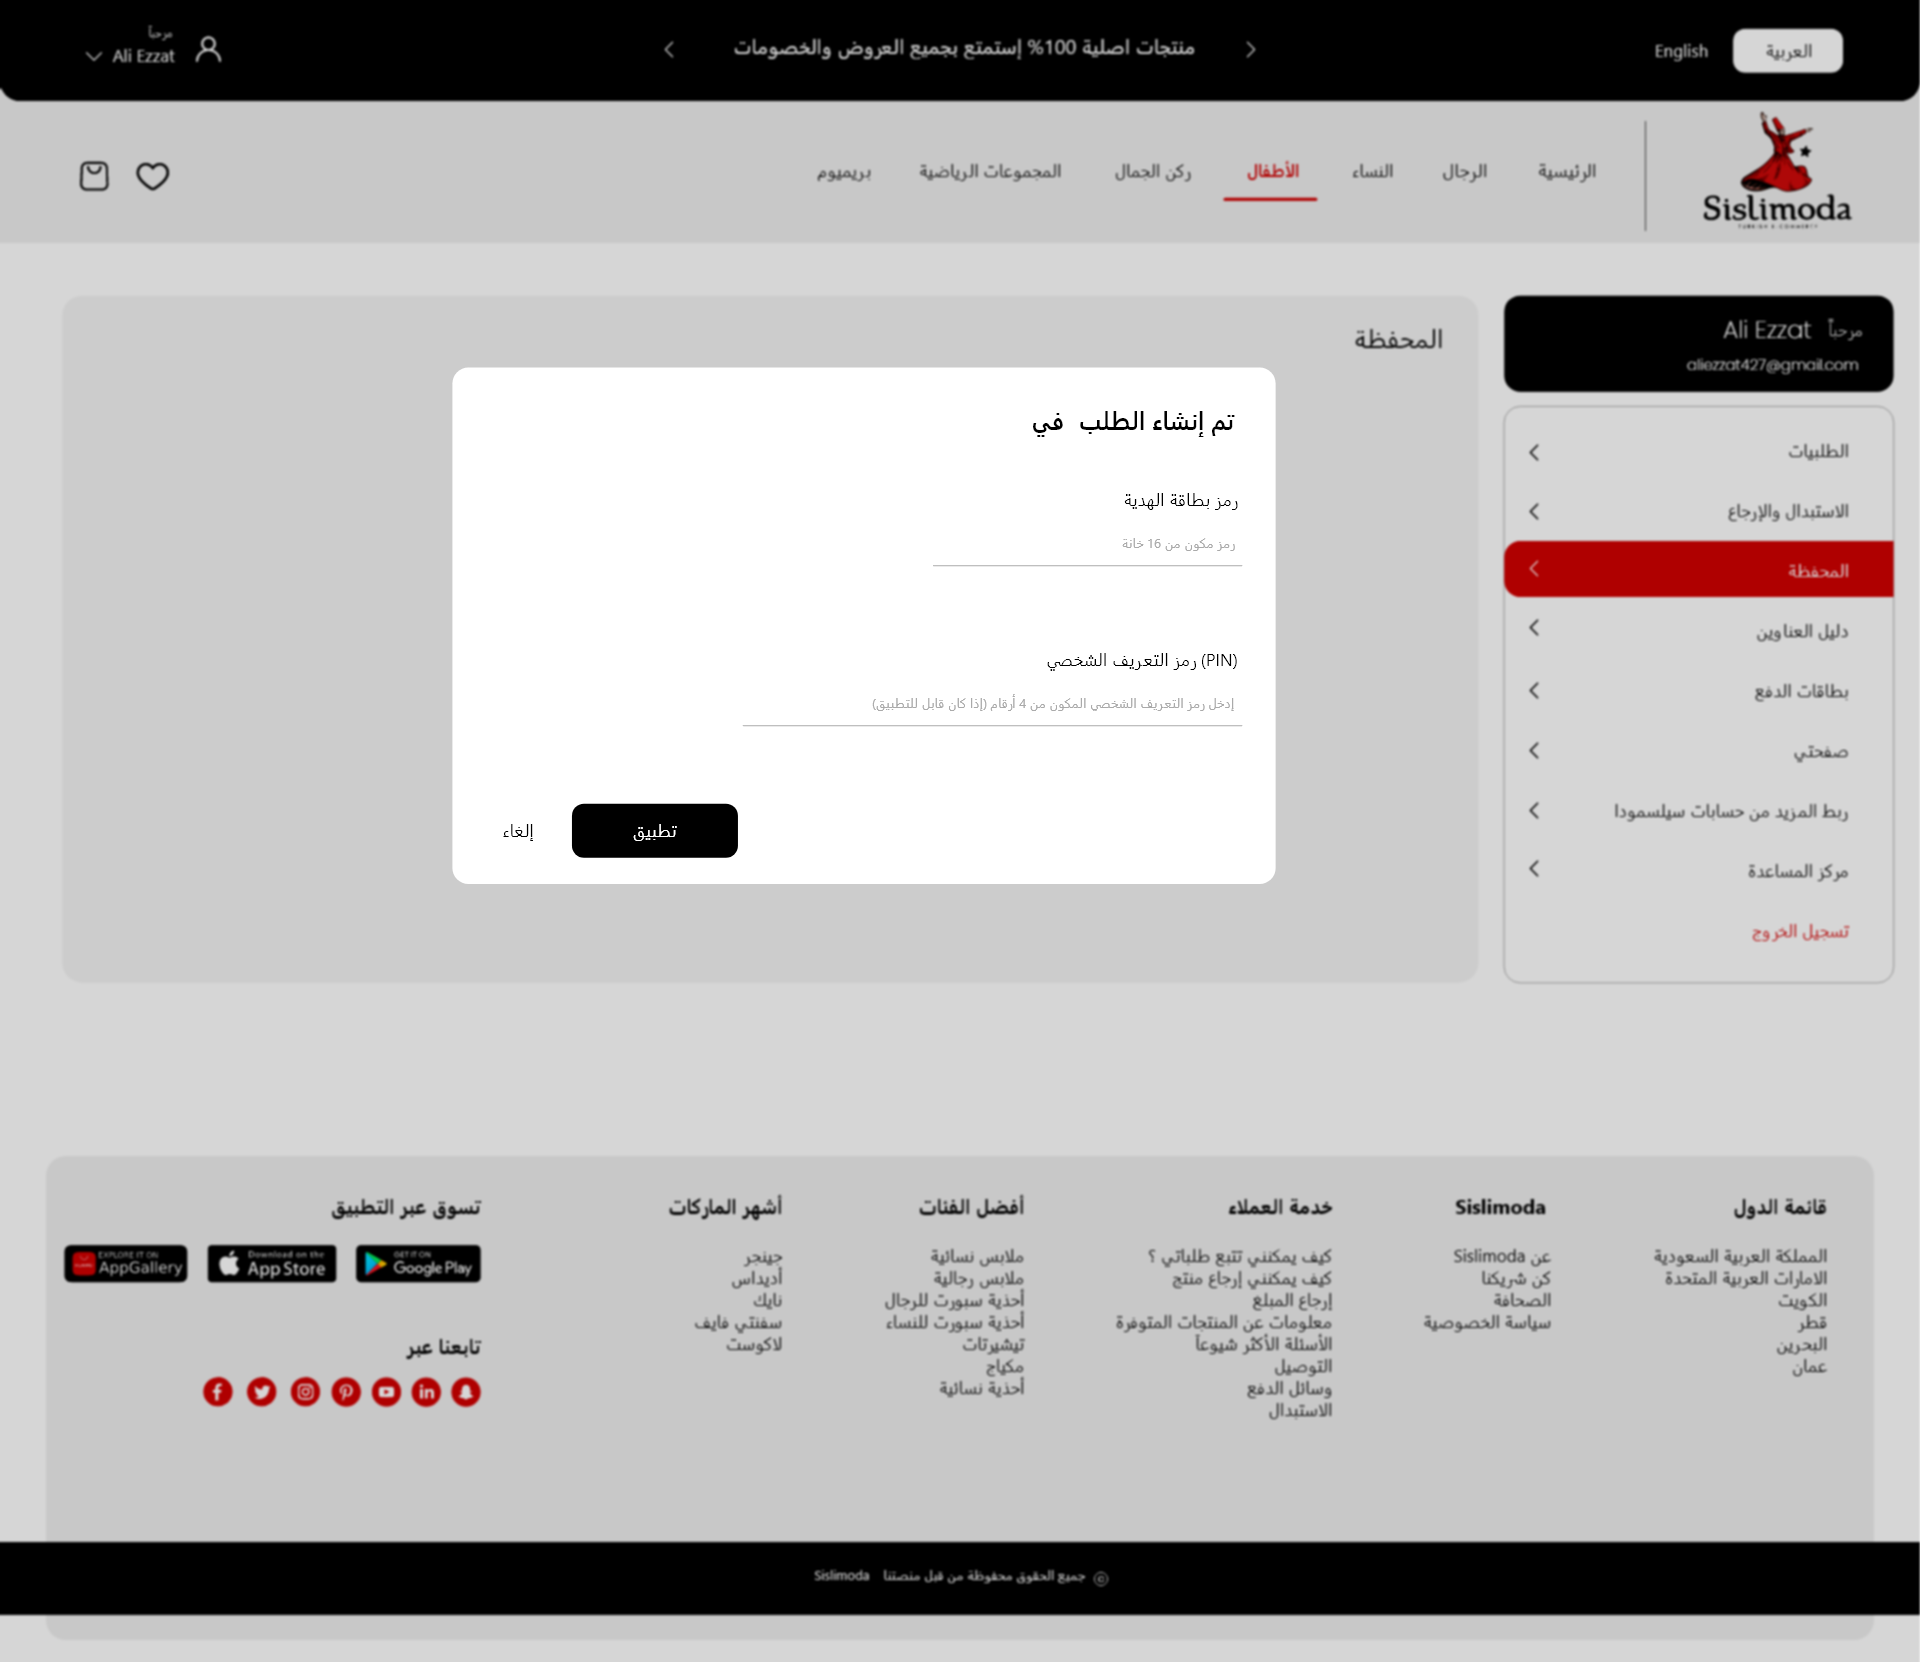 العربية
English
منتجات اصلية 100% إستمتع بجميع العروض والخصومات
مرحباً
Ali Ezzat
Sislimoda
الرئيسية
الرجال
النساء
الأطفال
ركن الجمال
المجموعات الرياضية
بريميوم
مرحباً Ali Ezzat
aliezzat427@gmail.com
الطلبيات
الاستبدال والإرجاع
المحفظة
دليل العناوين
بطاقات الدفع
صفحتي
ربط المزيد من حسابات سيلسمودا
مركز المساعدة
تسجيل الخروج
المحفظة
تم إنشاء الطلب في
رمز بطاقة الهدية
رمز مكون من 16 خانة
(PIN) رمز التعريف الشخصي
إدخل رمز التعريف الشخصي المكون من 4 أرقام (إذا كان قابل للتطبيق)
تطبيق
إلغاء
قائمة الدول
المملكة العربية السعودية
الامارات العربية المتحدة
الكويت
قطر
البحرين
عمان
Sislimoda
عن Sislimoda
كن شريكنا
الصحافة
سياسة الخصوصية
خدمة العملاء
كيف يمكنني تتبع طلباتي ؟
كيف يمكنني إرجاع منتج
إرجاع المبلغ
معلومات عن المنتجات المتوفرة
الأسئلة الأكثر شيوعاً
التوصيل
وسائل الدفع
الاستبدال
أفضل الفئات
ملابس نسائية
ملابس رجالية
أحذية سبورت للرجال
أحذية سبورت للنساء
تيشيرتات
مكياج
أحذية نسائية
أشهر الماركات
جينجر
أديداس
نايك
سفنتي فايف
لاكوست
تسوق عبر التطبيق
GET IT ON
Google Play
Download on the
App Store
EXPLORE IT ON
AppGallery
تابعنا عبر
© جميع الحقوق محفوظة من قبل منصتنا Sislimoda